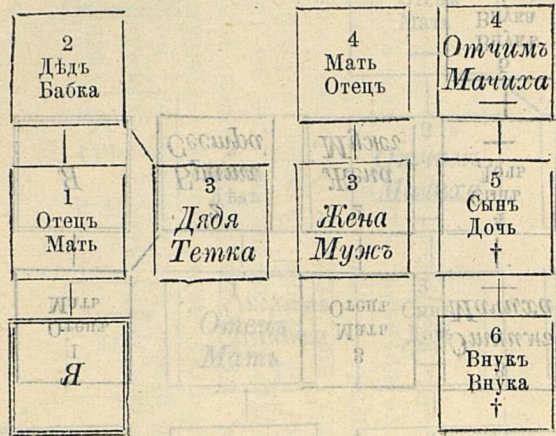 2
Дѣдъ
Бабка
4
Мать
Отецъ
4
Отчимъ
Мачиха
1
Отецъ
Мать
3
Дядя
Тетка
3
Жена
Мужъ
5
Сынъ
Дочь
†
Я
6
Внукъ
Внука
†